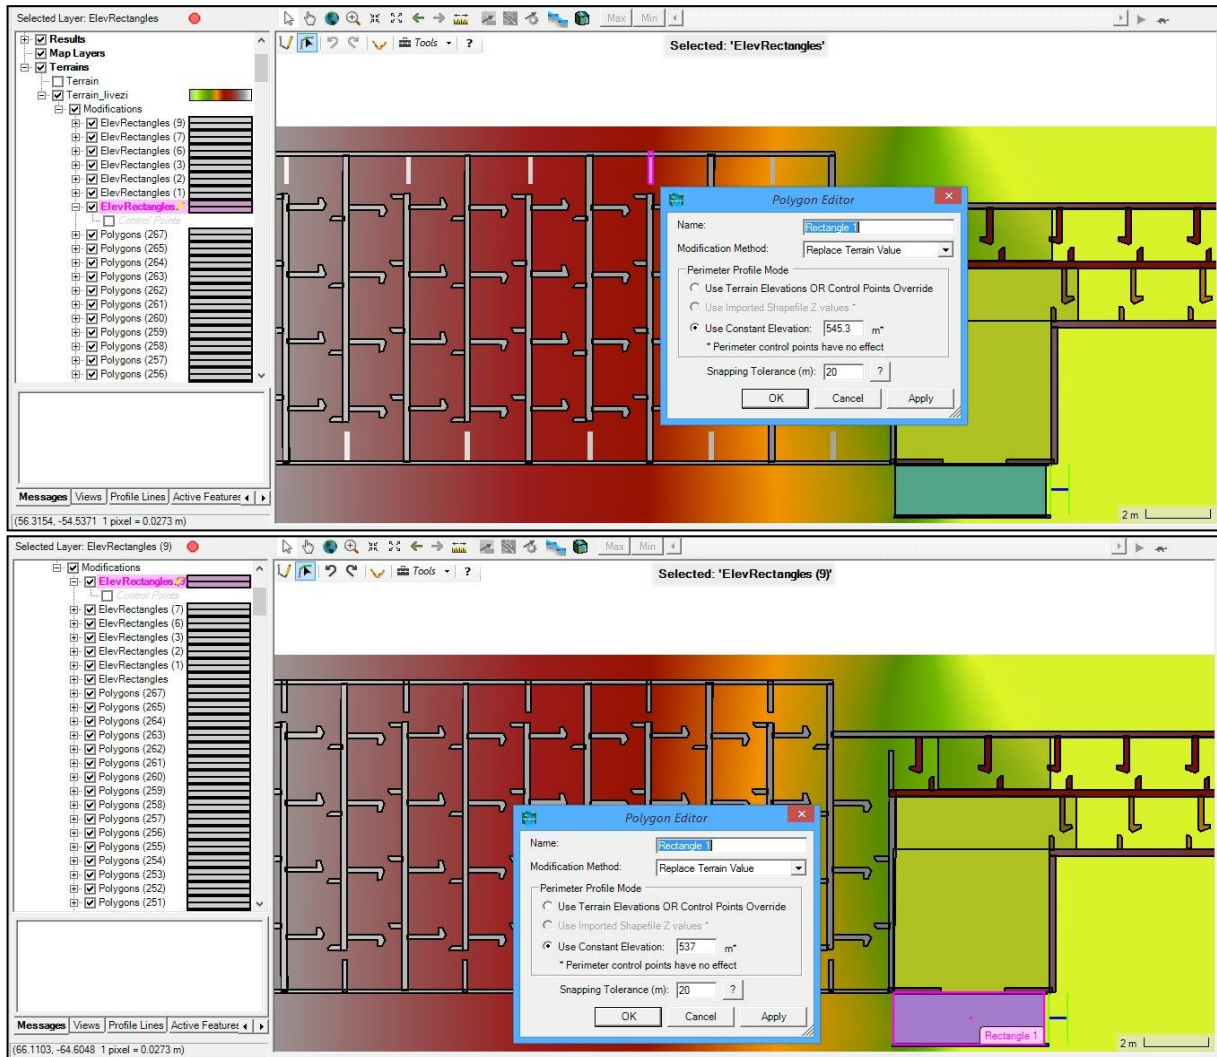 Selected Layer: ElevRectangles
Max Min
Results
Map Layers
Terrains
Terrain
Terrain_livezi
Modifications
ElevRectangles (9)
ElevRectangles (7)
ElevRectangles (6)
ElevRectangles (3)
ElevRectangles (2)
ElevRectangles (1)
ElevRectangles
Control Points
Polygons (267)
Polygons (265)
Polygons (264)
Polygons (263)
Polygons (262)
Polygons (261)
Polygons (260)
Polygons (259)
Polygons (258)
Polygons (257)
Polygons (256)
Messages Views Profile Lines Active Features
(56.3154, -54.5371 1 pixel = 0.0273 m)
Tools ?
Selected: 'ElevRectangles'
Polygon Editor
Name: Rectangle 1
Modification Method: Replace Terrain Value
Perimeter Profile Mode
Use Terrain Elevations OR Control Points Override
Use Imported Shapefile Z values *
Use Constant Elevation: 545.3 m*
* Perimeter control points have no effect
Snapping Tolerance (m): 20 ?
OK Cancel Apply
2 m
Selected Layer: ElevRectangles (9)
Max Min
Modifications
Control Points
ElevRectangles (7)
ElevRectangles (6)
ElevRectangles (3)
ElevRectangles (2)
ElevRectangles (1)
ElevRectangles
Polygons (267)
Polygons (265)
Polygons (264)
Polygons (263)
Polygons (262)
Polygons (261)
Polygons (260)
Polygons (259)
Polygons (258)
Polygons (257)
Polygons (256)
Polygons (255)
Polygons (254)
Polygons (253)
Polygons (252)
Polygons (251)
Messages Views Profile Lines Active Features
(66.1103, -64.6048 1 pixel = 0.0273 m)
Tools ?
Selected: 'ElevRectangles (9)'
Polygon Editor
Name: Rectangle 1
Modification Method: Replace Terrain Value
Perimeter Profile Mode
Use Terrain Elevations OR Control Points Override
Use Imported Shapefile Z values *
Use Constant Elevation: 537 m*
* Perimeter control points have no effect
Snapping Tolerance (m): 20 ?
OK Cancel Apply
Rectangle 1
2 m